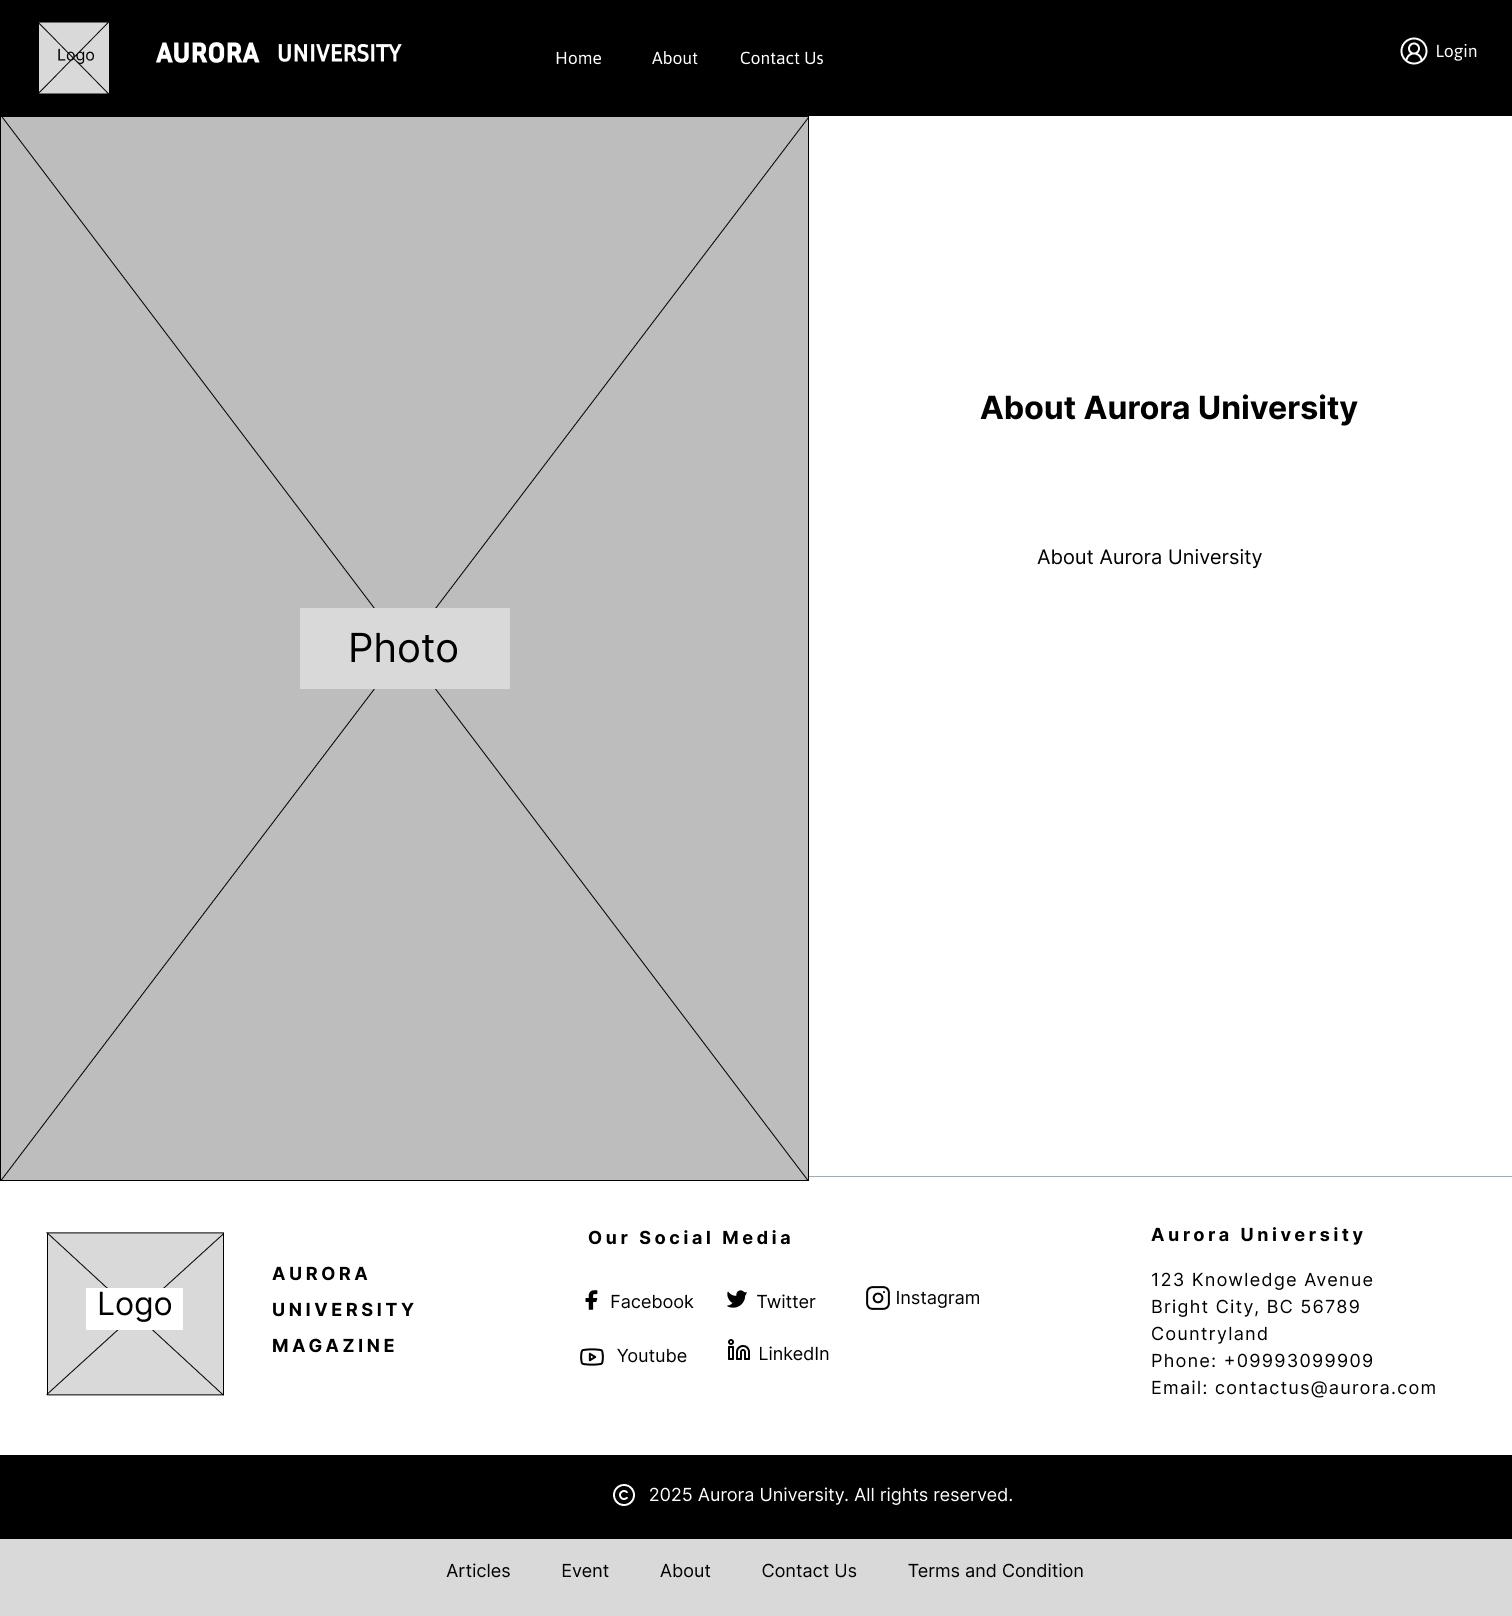 Logo
AURORA UNIVERSITY
Home About Contact Us
Login
Photo
About Aurora University
About Aurora University
Logo
AURORA
UNIVERSITY
MAGAZINE
Our Social Media
Facebook Twitter Instagram
Youtube LinkedIn
Aurora University
123 Knowledge Avenue
Bright City, BC 56789
Countryland
Phone: +09993099909
Email: contactus@aurora.com
© 2025 Aurora University. All rights reserved.
Articles Event About Contact Us Terms and Condition